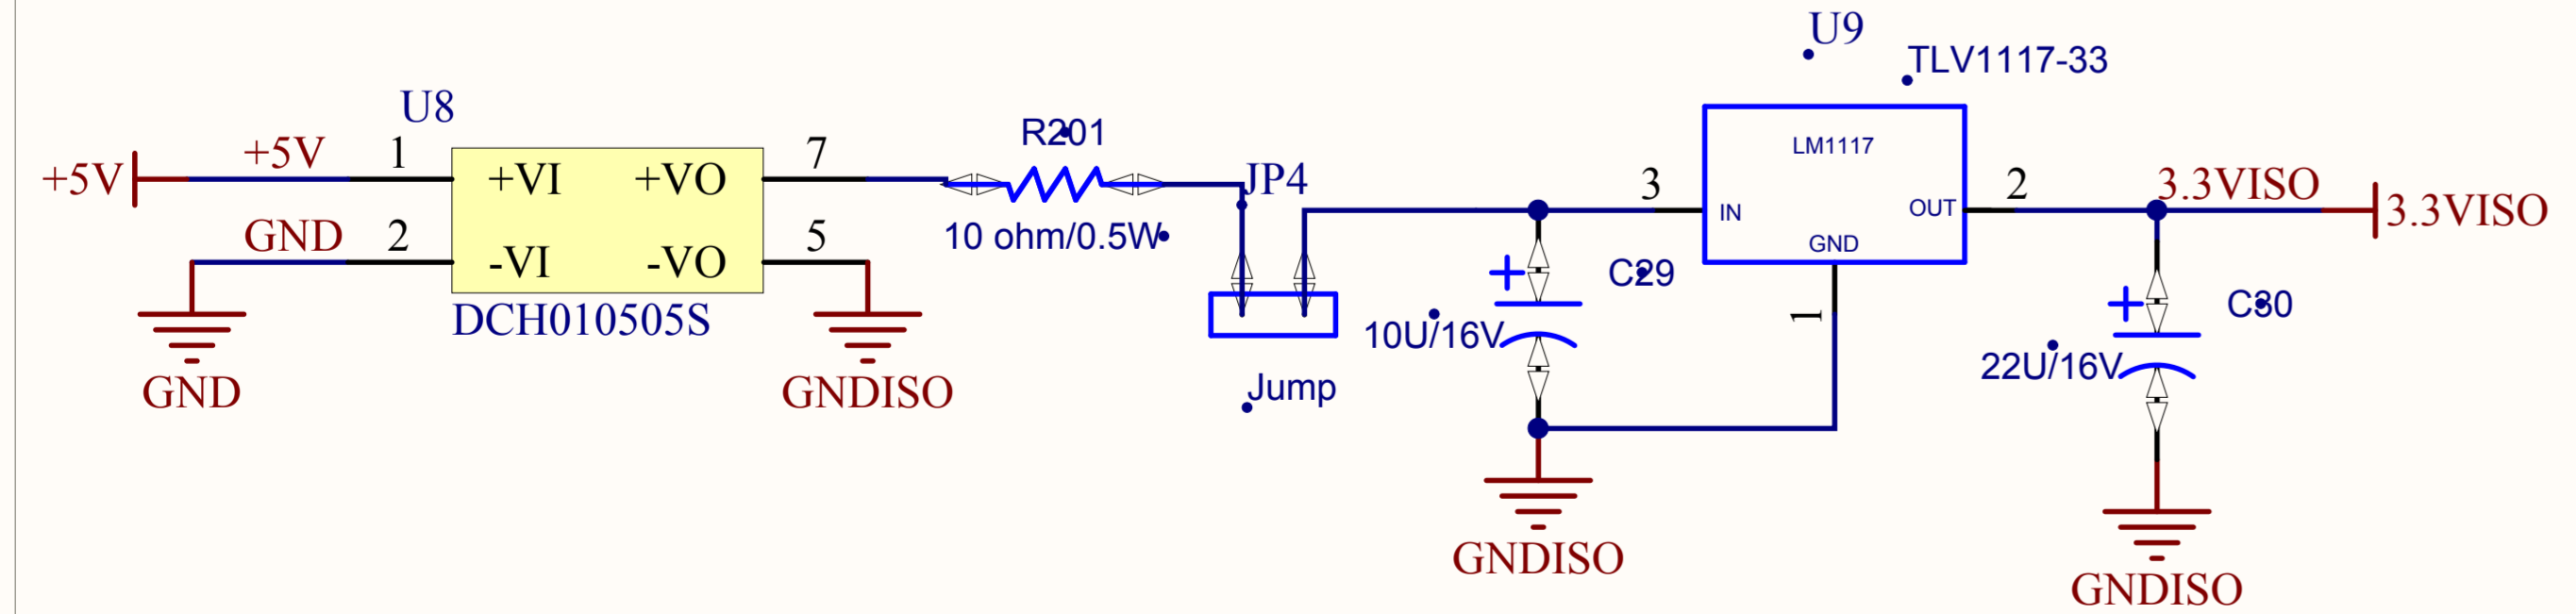 U9
TLV1117-33
U8
+5V
+5V
1
+VI
+VO
7
R201
JP4
LM1117
3
IN
OUT
2
3.3VISO
3.3VISO
GND
2
-VI
-VO
5
10 ohm/0.5W
GND
C29
1
C30
DCH010505S
10U/16V
22U/16V
GND
GNDISO
Jump
GNDISO
GNDISO